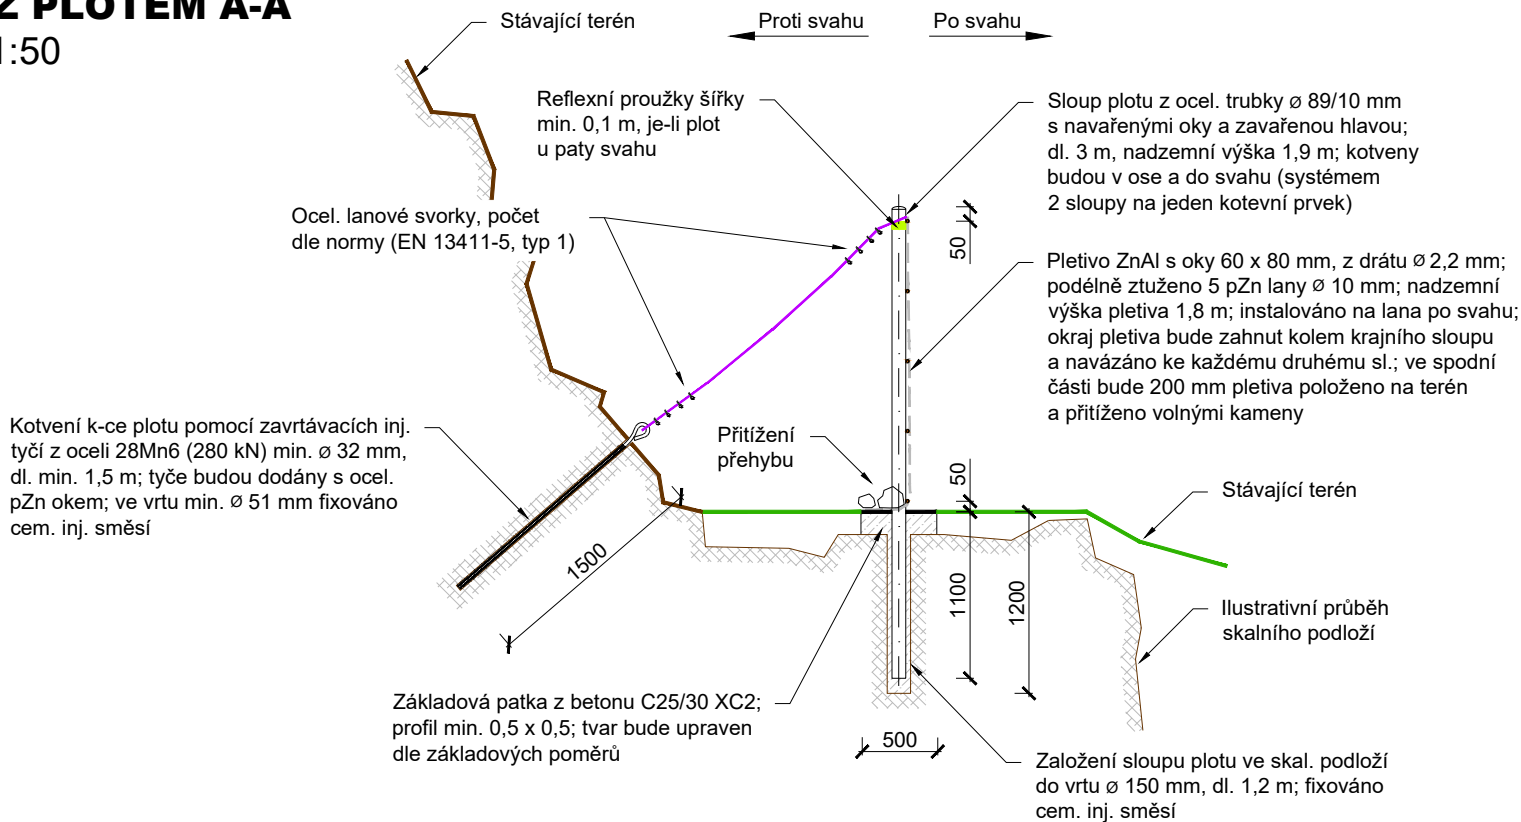 Z PLOTEM A-A
1:50
Stávající terén
Proti svahu
Po svahu
Reflexní proužky šířky
min. 0,1 m, je-li plot
u paty svahu
Sloup plotu z ocel. trubky ø 89/10 mm
s navařenými oky a zavařenou hlavou;
dl. 3 m, nadzemní výška 1,9 m; kotveny
budou v ose a do svahu (systémem
2 sloupy na jeden kotevní prvek)
Ocel. lanové svorky, počet
dle normy (EN 13411-5, typ 1)
50
Pletivo ZnAl s oky 60 x 80 mm, z drátu ø 2,2 mm;
podélně ztuženo 5 pZn lany ø 10 mm; nadzemní
výška pletiva 1,8 m; instalováno na lana po svahu;
okraj pletiva bude zahnut kolem krajního sloupu
a navázáno ke každému druhému sl.; ve spodní
části bude 200 mm pletiva položeno na terén
a přitíženo volnými kameny
Kotvení k-ce plotu pomocí zavrtávacích inj.
tyčí z oceli 28Mn6 (280 kN) min. ø 32 mm,
dl. min. 1,5 m; tyče budou dodány s ocel.
pZn okem; ve vrtu min. ø 51 mm fixováno
cem. inj. směsí
Přitížení
přehybu
50
Stávající terén
1500
1100
1200
Ilustrativní průběh
skalního podloží
Základová patka z betonu C25/30 XC2;
profil min. 0,5 x 0,5; tvar bude upraven
dle základových poměrů
500
Založení sloupu plotu ve skal. podloží
do vrtu ø 150 mm, dl. 1,2 m; fixováno
cem. inj. směsí